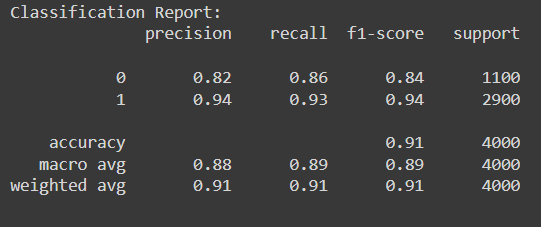 Classification Report:
precision recall f1-score support
0 0.82 0.86 0.84 1100
1 0.94 0.93 0.94 2900
accuracy 0.91 4000
macro avg 0.88 0.89 0.89 4000
weighted avg 0.91 0.91 0.91 4000